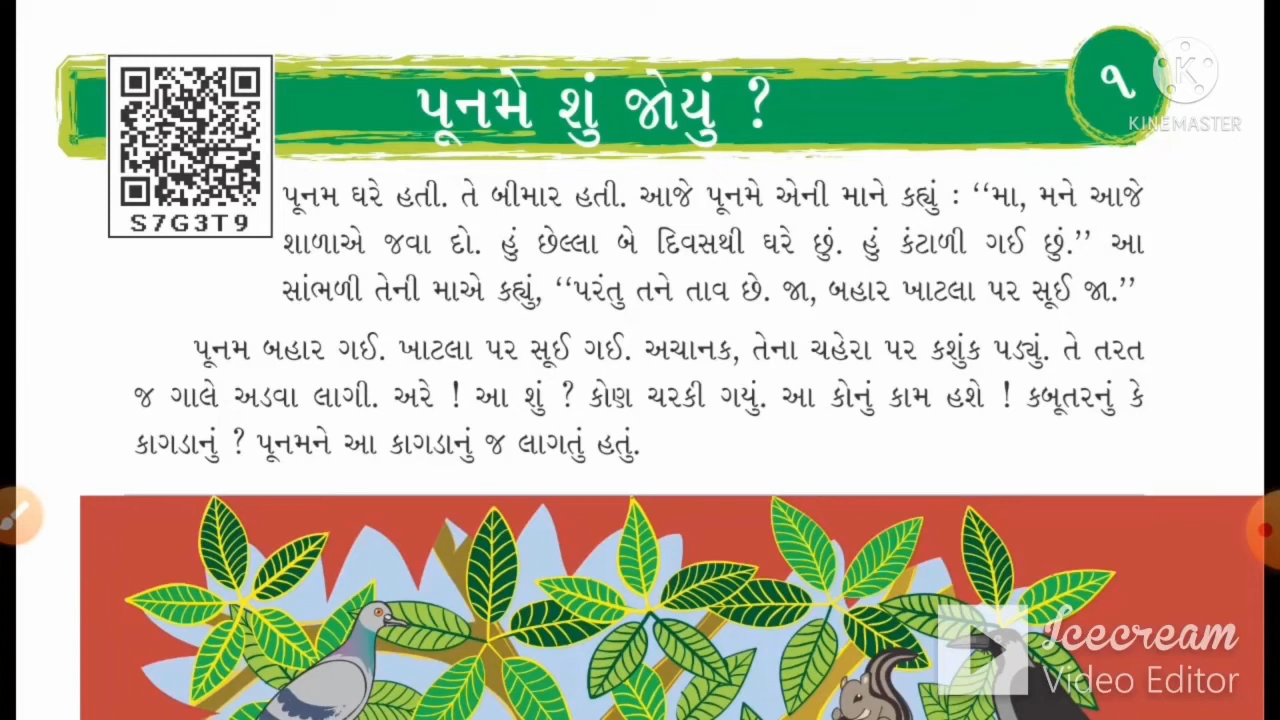 પૂનમે શું જોયું ?
૧
KINEMASTER
S7G3T9
પૂનમ ઘરે હતી. તે બીમાર હતી. આજે પૂનમે એની માને કહ્યું : “મા, મને આજે
શાળાએ જવા દો. હું છેલ્લા બે દિવસથી ઘરે છું. હું કંટાળી ગઈ છું.” આ
સાંભળી તેની માએ કહ્યું, “પરંતુ તને તાવ છે. જા, બહાર ખાટલા પર સૂઈ જા.”
પૂનમ બહાર ગઈ. ખાટલા પર સૂઈ ગઈ. અચાનક, તેના ચહેરા પર કશુંક પડ્યું. તે તરત
જ ગાલે અડવા લાગી. અરે ! આ શું ? કોણ ચરકી ગયું. આ કોનું કામ હશે ! કબૂતરનું કે
કાગડાનું ? પૂનમને આ કાગડાનું જ લાગતું હતું.
Icecream
Video Editor